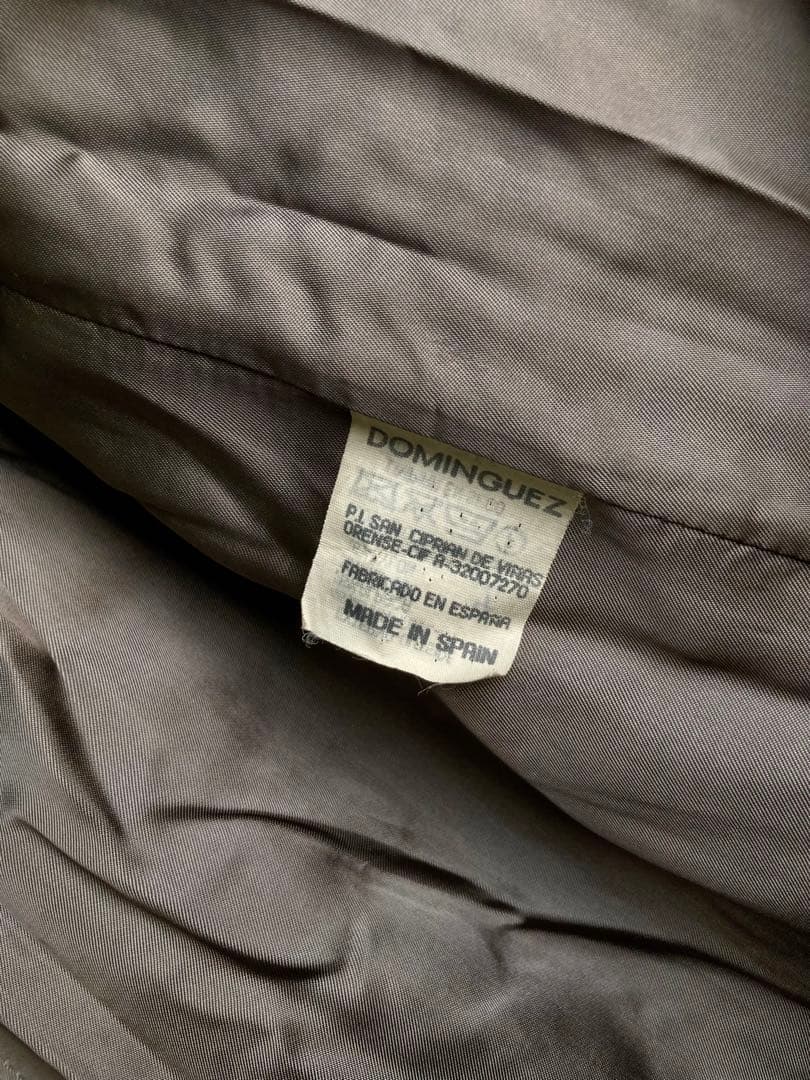 DOMINGUEZ
P.I. SAN CIPRIAN DE VIÑAS
ORENSE-CIF A-32007270
FABRICADO EN ESPAÑA
MADE IN SPAIN